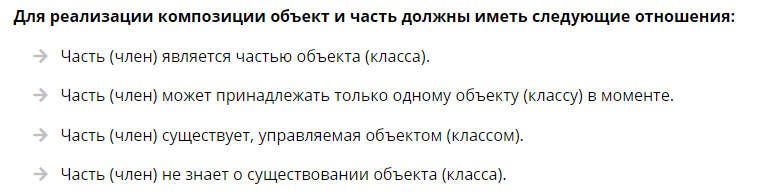 Для реализации композиции объект и часть должны иметь следующие отношения:
Часть (член) является частью объекта (класса).
Часть (член) может принадлежать только одному объекту (классу) в моменте.
Часть (член) существует, управляемая объектом (классом).
Часть (член) не знает о существовании объекта (класса).